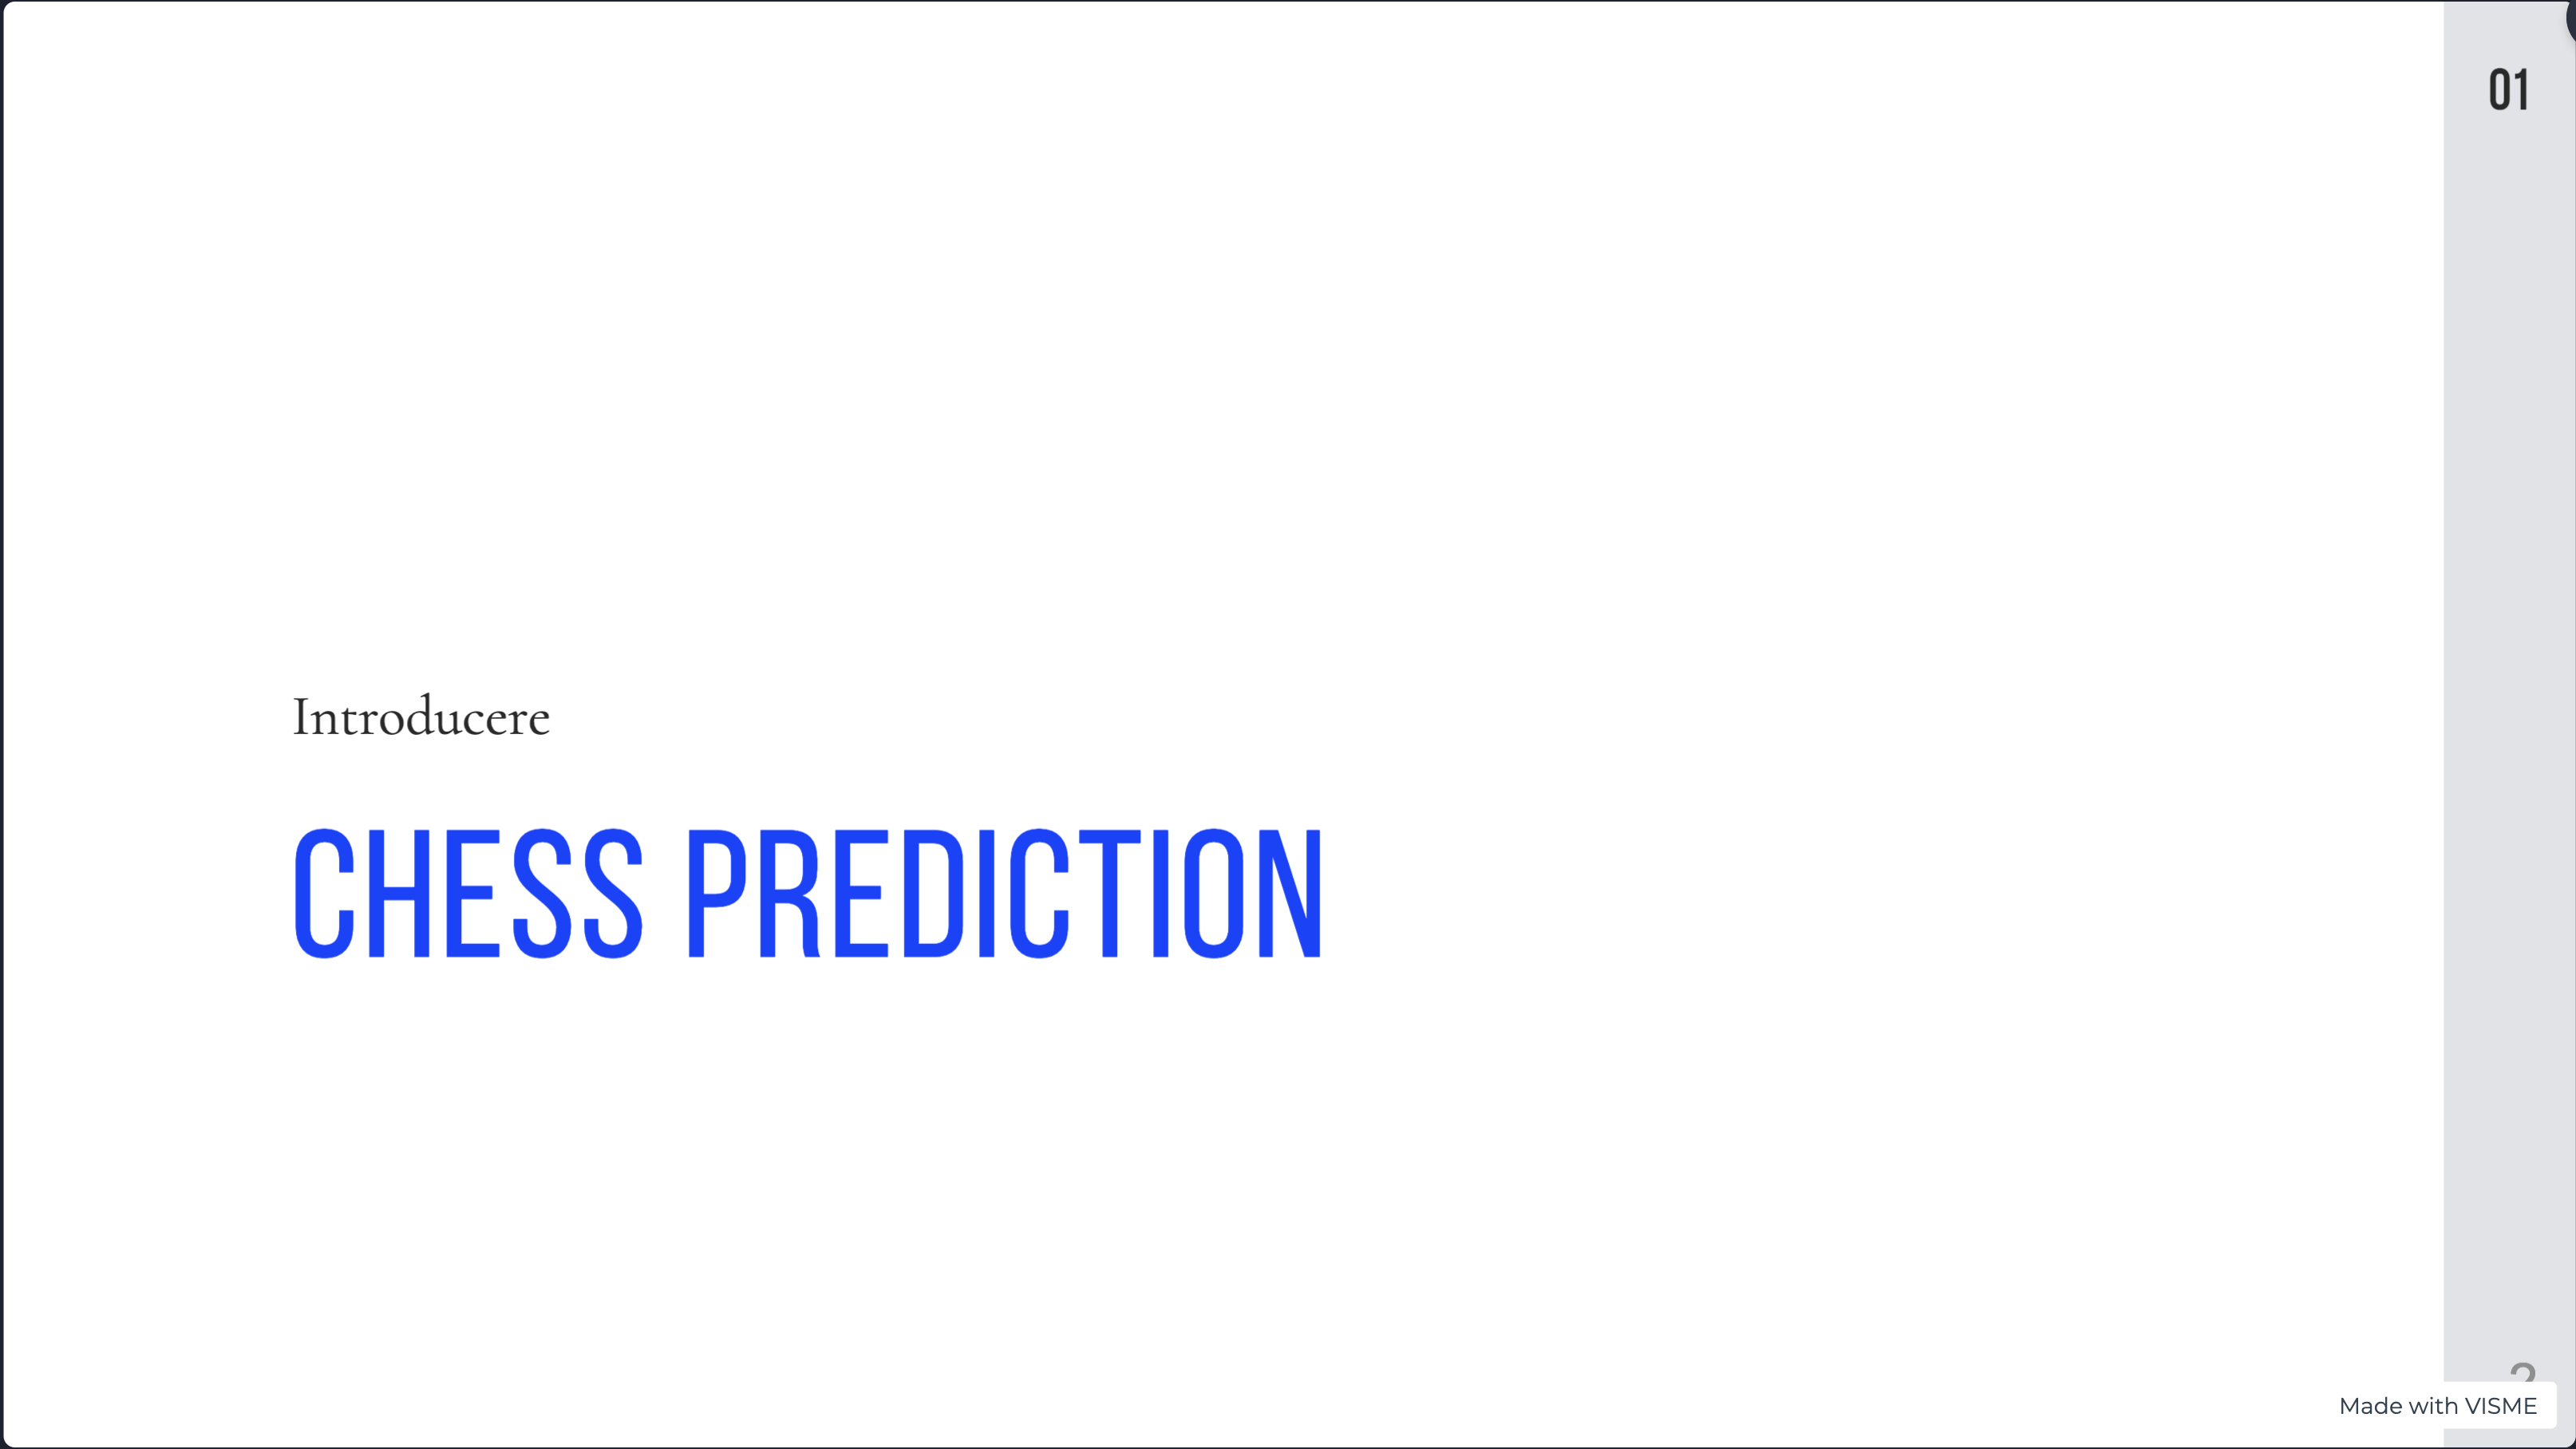 01
Introducere
CHESS PREDICTION
Made with VISME